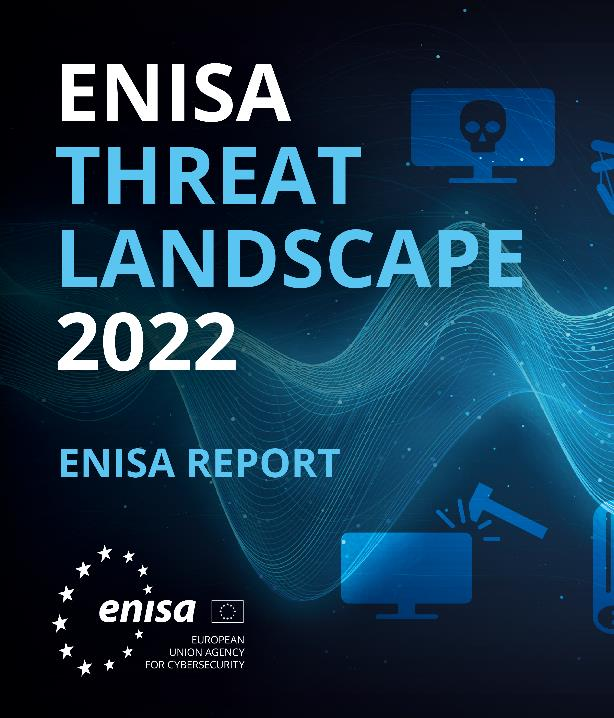 ENISA
THREAT
LANDSCAPE
2022
ENISA REPORT
enisa
EUROPEAN
UNION AGENCY
FOR CYBERSECURITY